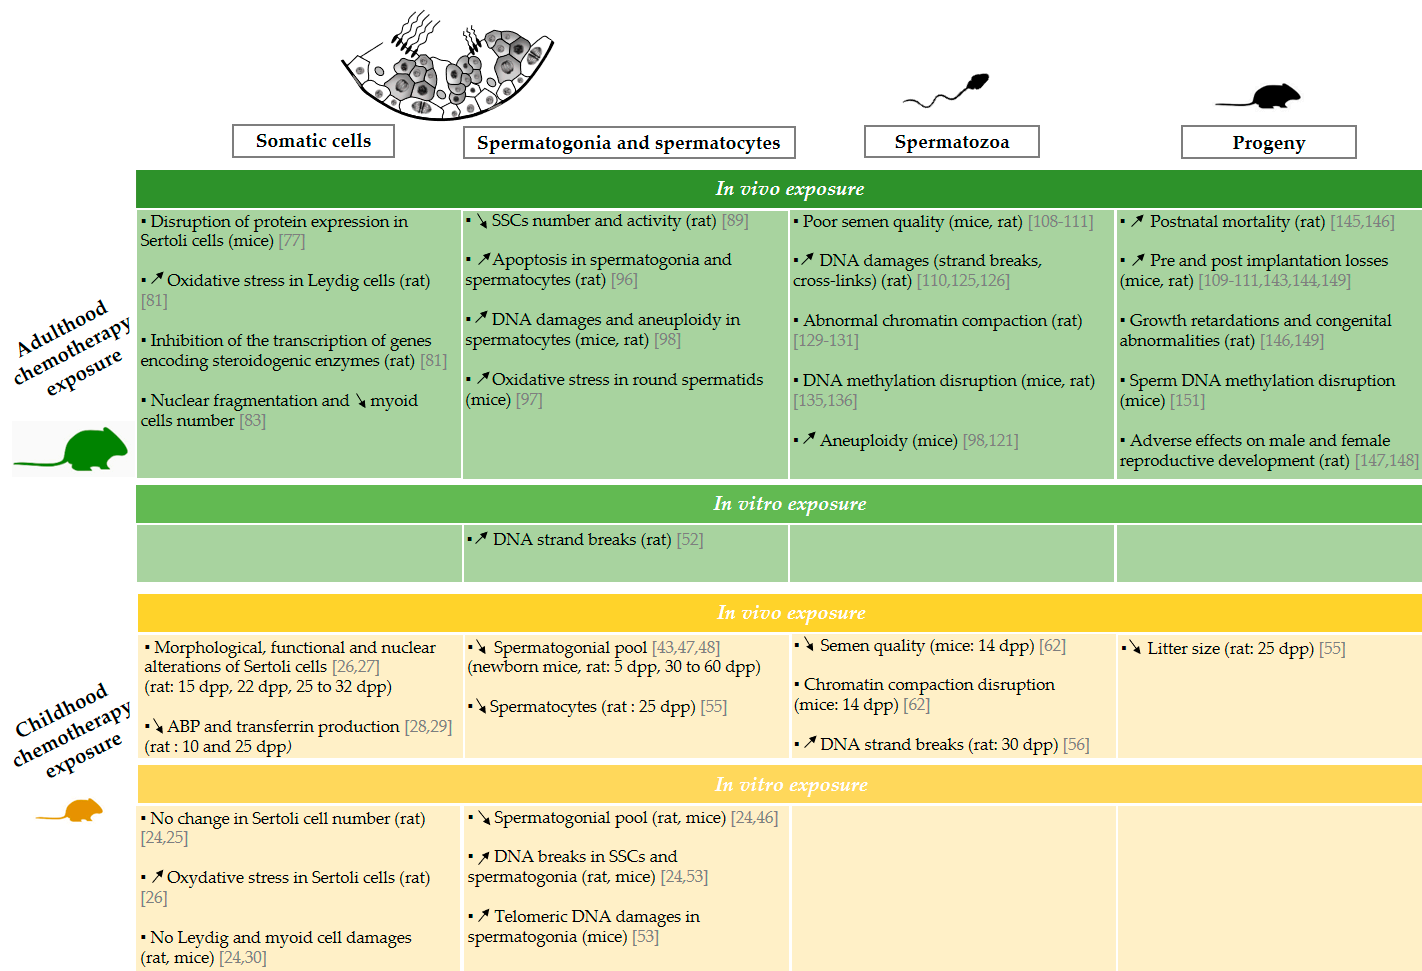 Somatic cells
Spermatogonia and spermatocytes
Spermatozoa
Progeny
Adulthood
chemotherapy
exposure
In vivo exposure
▪ Disruption of protein expression in
Sertoli cells (mice) [77]
▪ ↗ Oxidative stress in Leydig cells (rat)
[81]
▪ Inhibition of the transcription of genes
encoding steroidogenic enzymes (rat) [81]
▪ Nuclear fragmentation and ↘ myoid
cells number [83]
▪ ↘ SSCs number and activity (rat) [89]
▪ ↗ Apoptosis in spermatogonia and
spermatocytes (rat) [96]
▪ ↗ DNA damages and aneuploidy in
spermatocytes (mice, rat) [98]
▪ ↗ Oxidative stress in round spermatids
(mice) [97]
▪ Poor semen quality (mice, rat) [108-111]
▪ ↗ DNA damages (strand breaks,
cross-links) (rat) [110,125,126]
▪ Abnormal chromatin compaction (rat)
[129-131]
▪ DNA methylation disruption (mice, rat)
[135,136]
▪ ↗ Aneuploidy (mice) [98,121]
▪ ↗ Postnatal mortality (rat) [145,146]
▪ ↗ Pre and post implantation losses
(mice, rat) [109-111,143,144,149]
▪ Growth retardations and congenital
abnormalities (rat) [146,149]
▪ Sperm DNA methylation disruption
(mice) [151]
▪ Adverse effects on male and female
reproductive development (rat) [147,148]
In vitro exposure
▪ ↗ DNA strand breaks (rat) [52]
Childhood
chemotherapy
exposure
In vivo exposure
▪ Morphological, functional and nuclear
alterations of Sertoli cells [26,27]
(rat: 15 dpp, 22 dpp, 25 to 32 dpp)
▪ ↘ ABP and transferrin production [28,29]
(rat : 10 and 25 dpp)
▪ ↘ Spermatogonial pool [43,47,48]
(newborn mice, rat: 5 dpp, 30 to 60 dpp)
▪ ↘ Spermatocytes (rat : 25 dpp) [55]
▪ ↘ Semen quality (mice: 14 dpp) [62]
▪ Chromatin compaction disruption
(mice: 14 dpp) [62]
▪ ↗ DNA strand breaks (rat: 30 dpp) [56]
▪ ↘ Litter size (rat: 25 dpp) [55]
In vitro exposure
▪ No change in Sertoli cell number (rat)
[24,25]
▪ ↗ Oxydative stress in Sertoli cells (rat)
[26]
▪ No Leydig and myoid cell damages
(rat, mice) [24,30]
▪ ↘ Spermatogonial pool (rat, mice) [24,46]
▪ ↗ DNA breaks in SSCs and
spermatogonia (rat, mice) [24,53]
▪ ↗ Telomeric DNA damages in
spermatogonia (mice) [53]